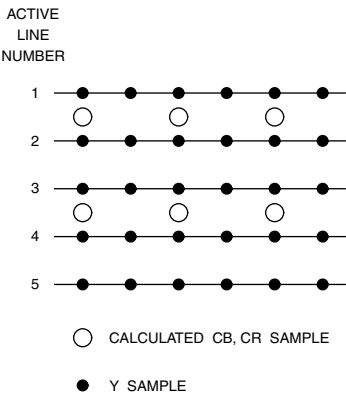 ACTIVE
LINE
NUMBER
1
2
3
4
5
CALCULATED CB, CR SAMPLE
Y SAMPLE